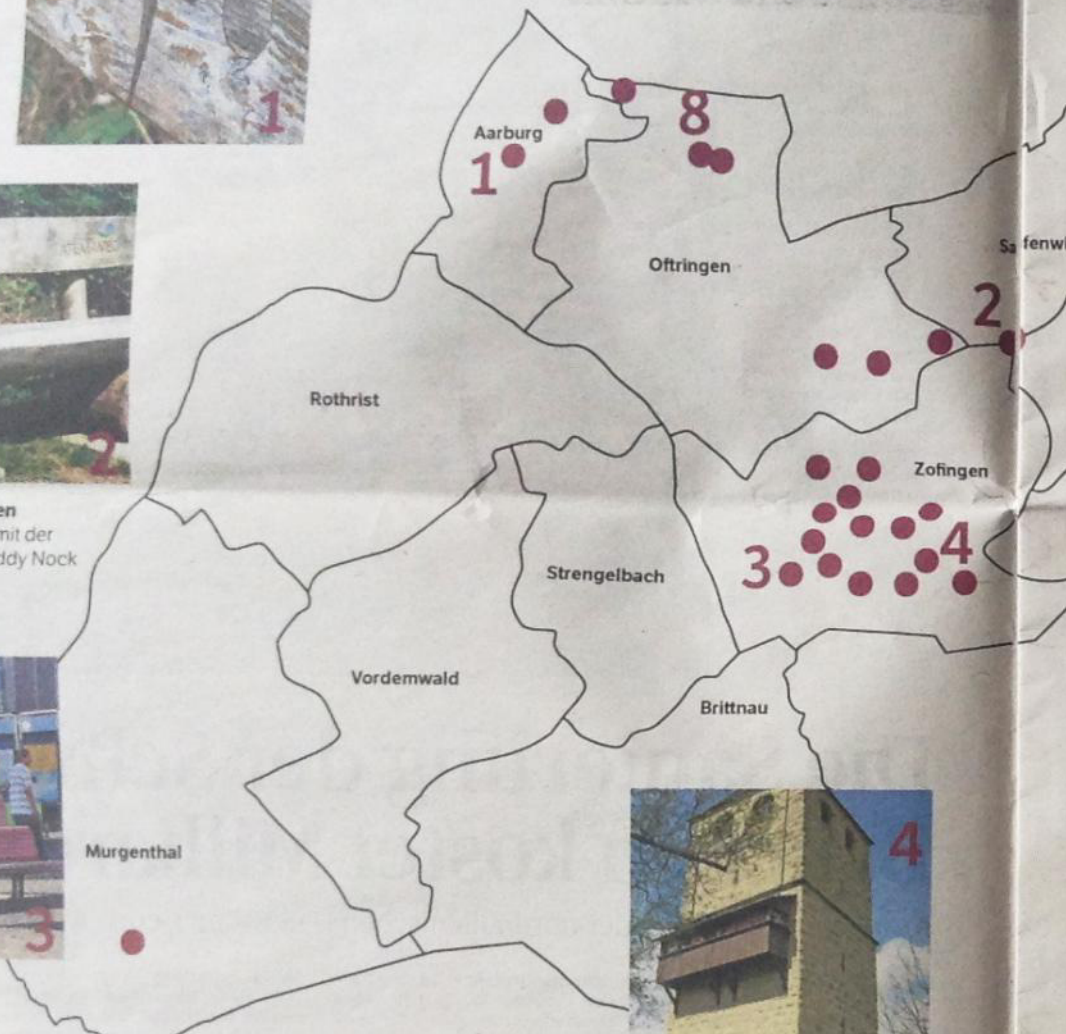 1
Aarburg
1
8
Oftringen
2
Rothrist
2
Zofingen
en
mit der
ddy Nock
3
4
Strengelbach
Vordemwald
Brittnau
Murgenthal
4
3